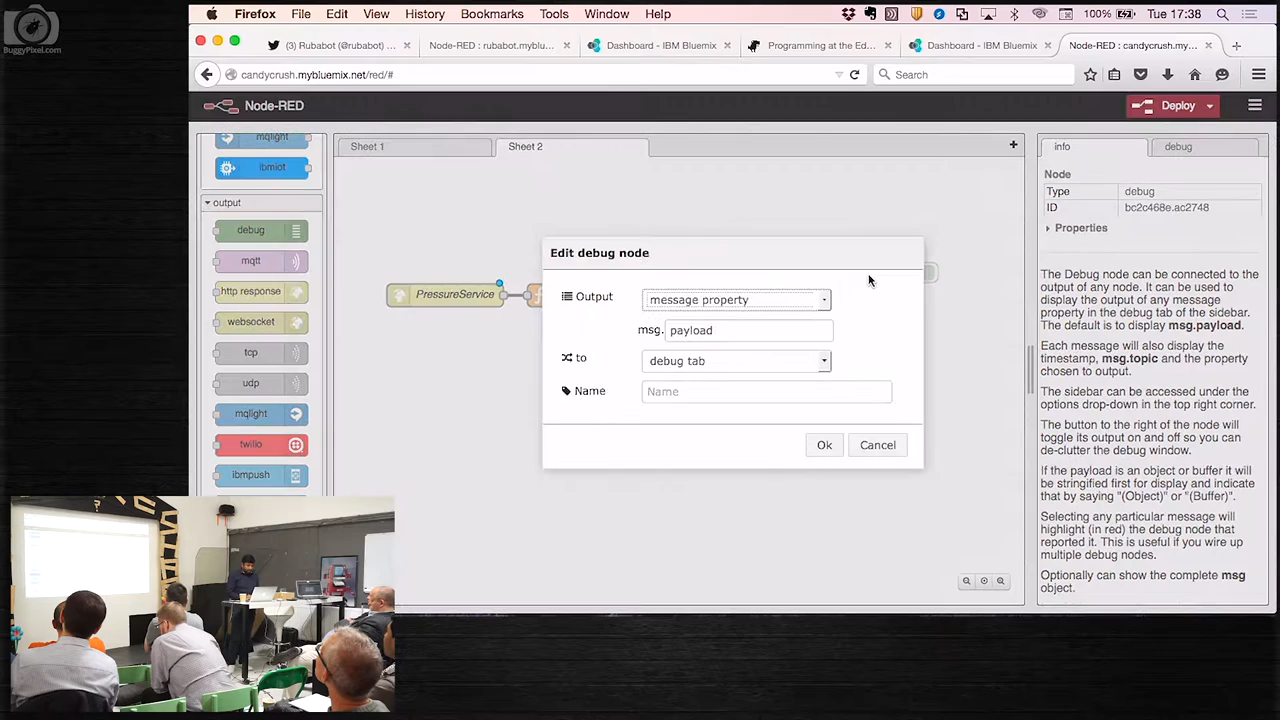 BuggyPixel.com
Firefox File Edit View History Bookmarks Tools Window Help
100% Tue 17:38
(3) Rubabot (@rubabot) ...
Node-RED : rubabot.myblu...
Dashboard - IBM Bluemix
Programming at the Ed...
Dashboard - IBM Bluemix
Node-RED : candycrush.my...
candycrush.mybluemix.net/red/#
Search
Node-RED
Deploy
mqlight
ibmiot
output
debug
mqtt
http response
websocket
tcp
udp
mqlight
twilio
ibmpush
Sheet 1
Sheet 2
PressureService
f
Edit debug node
Output
message property
msg. payload
to
debug tab
Name
Name
Ok
Cancel
info
debug
Node
Type debug
ID bc2c468e.ac2748
Properties
The Debug node can be connected to the
output of any node. It can be used to
display the output of any message
property in the debug tab of the sidebar.
The default is to display msg.payload.
Each message will also display the
timestamp, msg.topic and the property
chosen to output.
The sidebar can be accessed under the
options drop-down in the top right corner.
The button to the right of the node will
toggle its output on and off so you can
de-clutter the debug window.
If the payload is an object or buffer it will
be stringified first for display and indicate
that by saying "(Object)" or "(Buffer)".
Selecting any particular message will
highlight (in red) the debug node that
reported it. This is useful if you wire up
multiple debug nodes.
Optionally can show the complete msg
object.